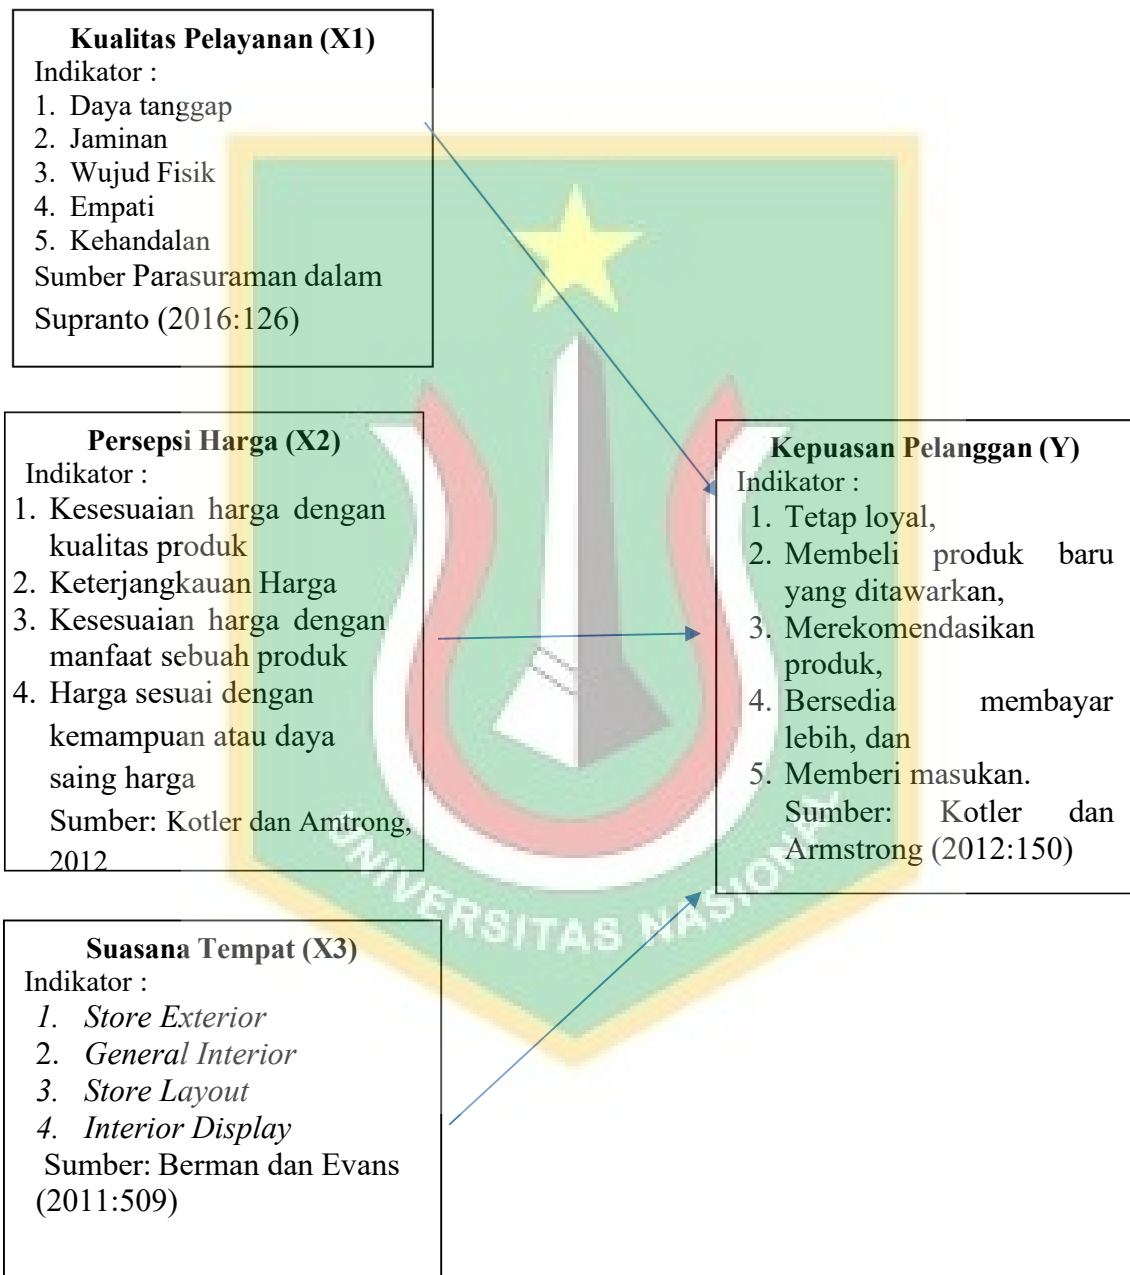 Kualitas Pelayanan (X1)
Indikator :
1. Daya tanggap
2. Jaminan
3. Wujud Fisik
4. Empati
5. Kehandalan
Sumber Parasuraman dalam
Supranto (2016:126)
Persepsi Harga (X2)
Indikator :
1. Kesesuaian harga dengan
kualitas produk
2. Keterjangkauan Harga
3. Kesesuaian harga dengan
manfaat sebuah produk
4. Harga sesuai dengan
kemampuan atau daya
saing harga
Sumber: Kotler dan Amtrong,
2012
Suasana Tempat (X3)
Indikator :
1. Store Exterior
2. General Interior
3. Store Layout
4. Interior Display
Sumber: Berman dan Evans
(2011:509)
Kepuasan Pelanggan (Y)
Indikator :
1. Tetap loyal,
2. Membeli produk baru
yang ditawarkan,
3. Merekomendasikan
produk,
4. Bersedia membayar
lebih, dan
5. Memberi masukan.
Sumber: Kotler dan
Armstrong (2012:150)
UNIVERSITAS NASIONAL